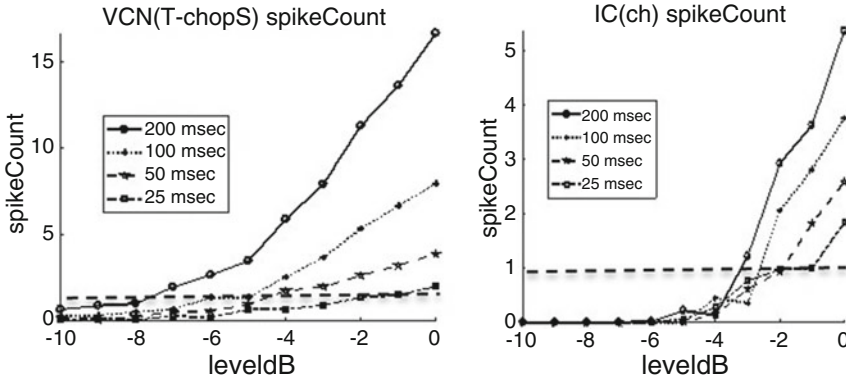 VCN(T-chopS) spikeCount
15
10
5
0
spikeCount
200 msec
100 msec
50 msec
25 msec
-10
-8
-6
-4
-2
0
leveldB
IC(ch) spikeCount
5
4
3
2
1
0
spikeCount
200 msec
100 msec
50 msec
25 msec
-10
-8
-6
-4
-2
0
leveldB